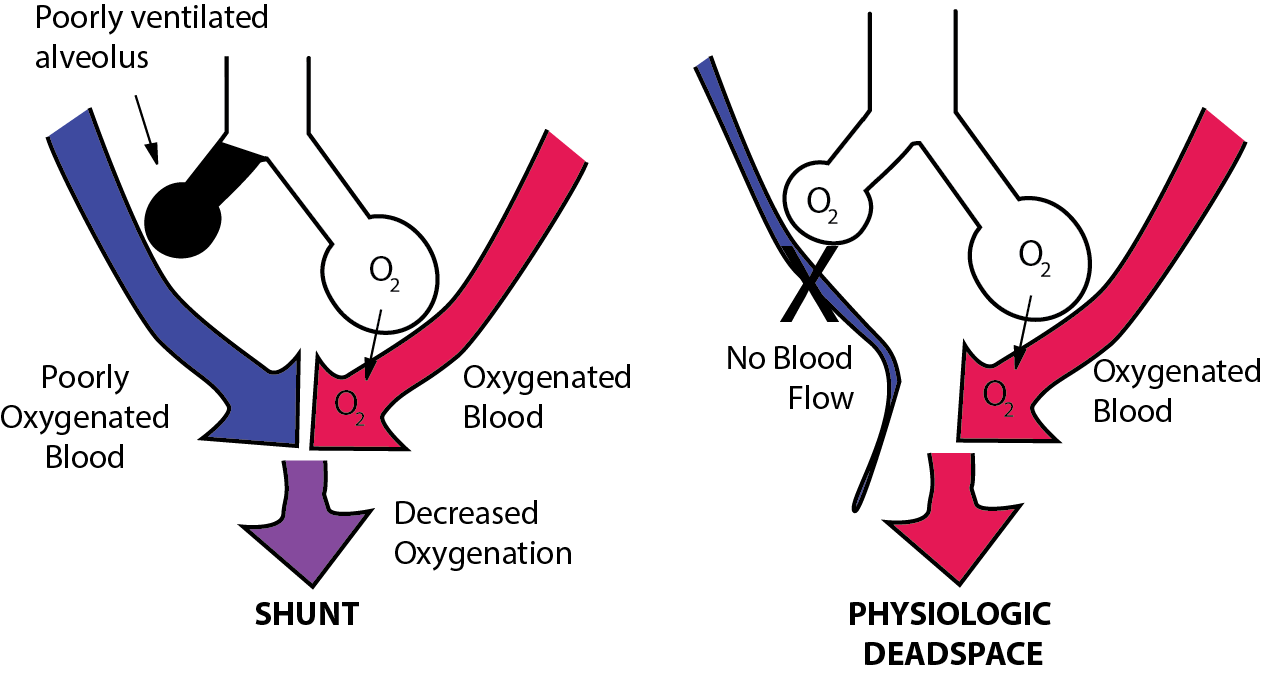 Poorly ventilated
alveolus
O2
O2
Poorly
Oxygenated
Blood
Oxygenated
Blood
Decreased
Oxygenation
SHUNT
O2
O2
No Blood
Flow
O2
Oxygenated
Blood
PHYSIOLOGIC
DEADSPACE